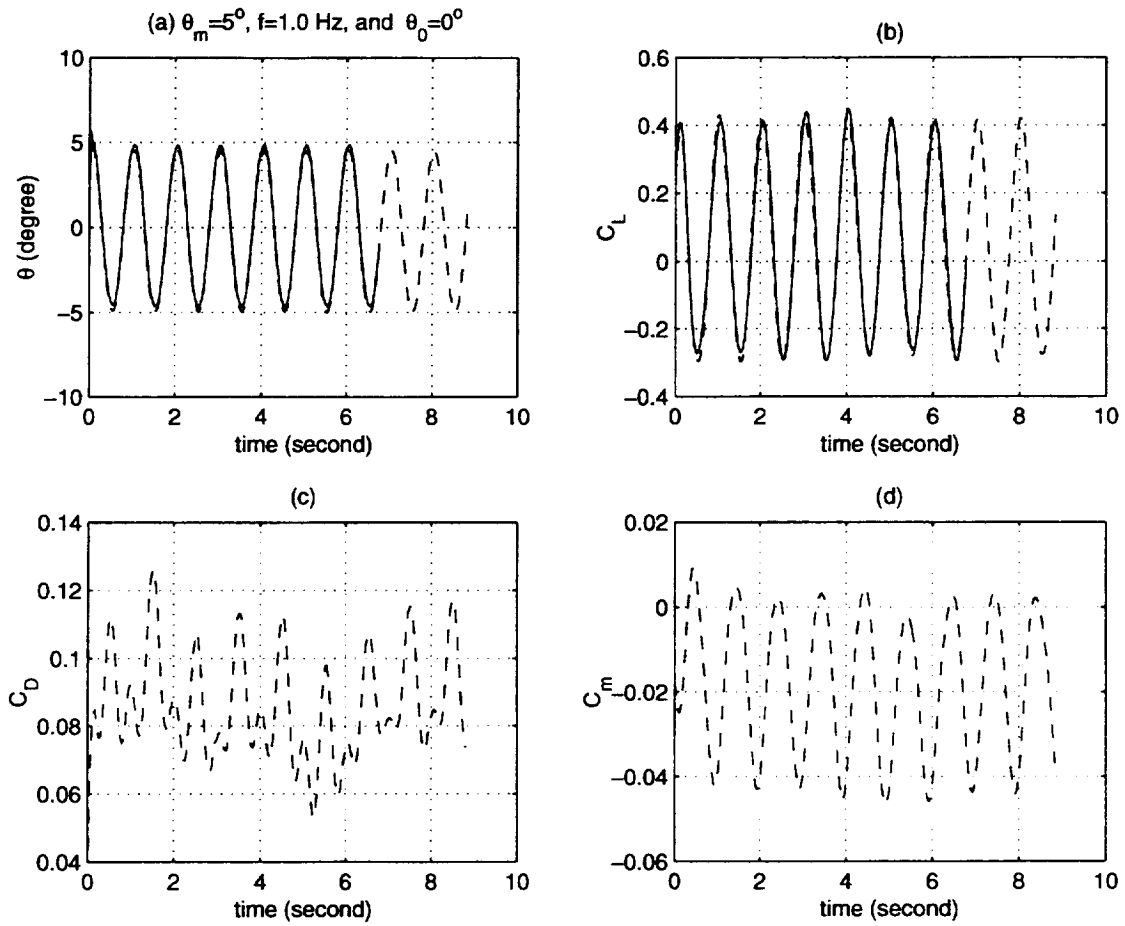 (a) θm=5°, f=1.0 Hz, and θ0=0°
10
5
0
−5
−10
θ (degree)
0 2 4 6 8 10
time (second)
(b)
0.6
0.4
0.2
0
−0.2
−0.4
CL
0 2 4 6 8 10
time (second)
(c)
0.14
0.12
0.1
0.08
0.06
0.04
CD
0 2 4 6 8 10
time (second)
(d)
0.02
0
−0.02
−0.04
−0.06
Cm
0 2 4 6 8 10
time (second)